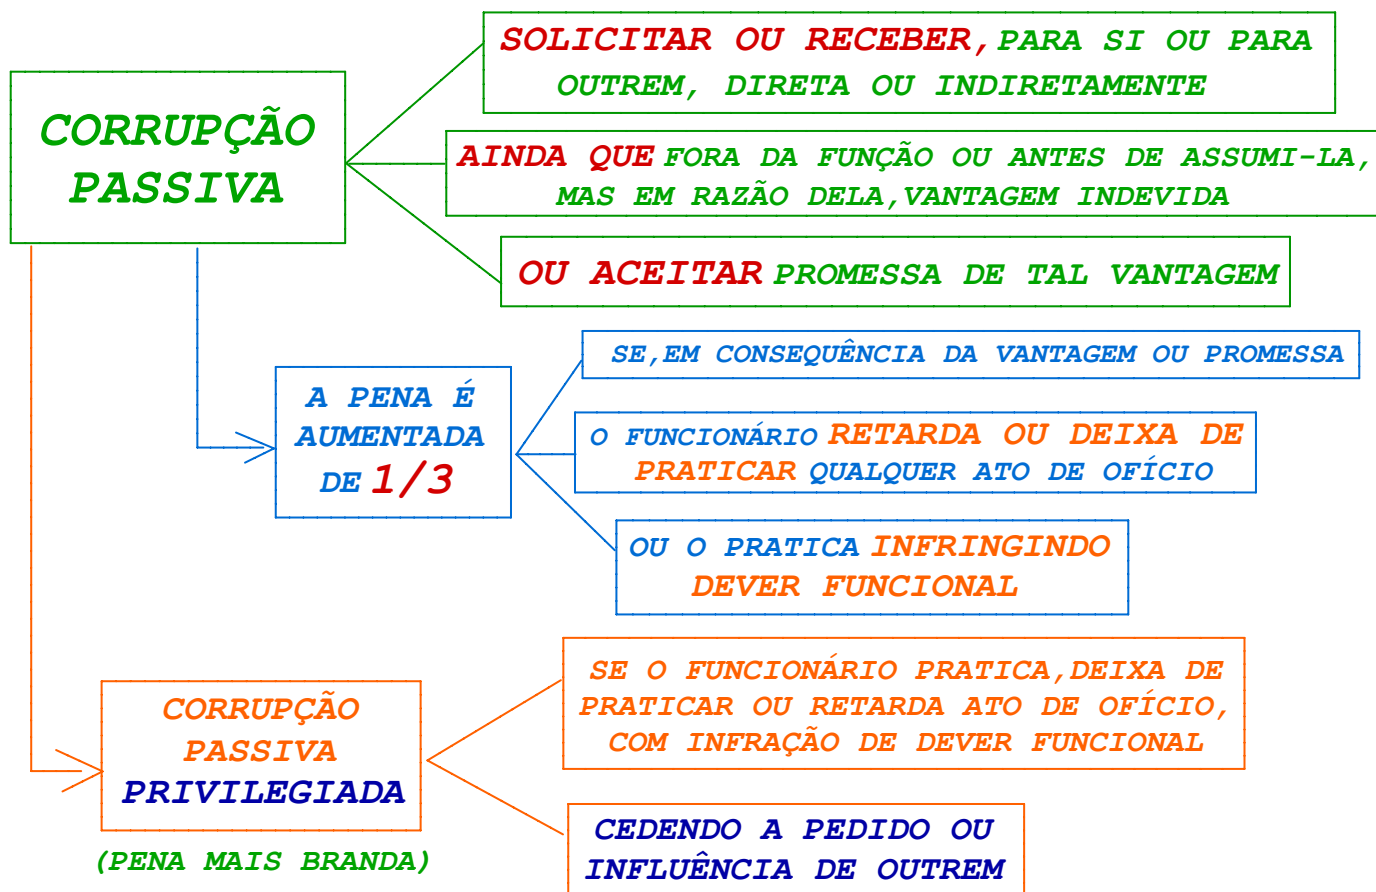 CORRUPÇÃO
PASSIVA
SOLICITAR OU RECEBER, PARA SI OU PARA
OUTREM, DIRETA OU INDIRETAMENTE
AINDA QUE FORA DA FUNÇÃO OU ANTES DE ASSUMI-LA,
MAS EM RAZÃO DELA, VANTAGEM INDEVIDA
OU ACEITAR PROMESSA DE TAL VANTAGEM
A PENA É
AUMENTADA
DE 1/3
SE, EM CONSEQUÊNCIA DA VANTAGEM OU PROMESSA
O FUNCIONÁRIO RETARDA OU DEIXA DE
PRATICAR QUALQUER ATO DE OFÍCIO
OU O PRATICA INFRINGINDO
DEVER FUNCIONAL
CORRUPÇÃO
PASSIVA
PRIVILEGIADA
(PENA MAIS BRANDA)
SE O FUNCIONÁRIO PRATICA, DEIXA DE
PRATICAR OU RETARDA ATO DE OFÍCIO,
COM INFRAÇÃO DE DEVER FUNCIONAL
CEDENDO A PEDIDO OU
INFLUÊNCIA DE OUTREM